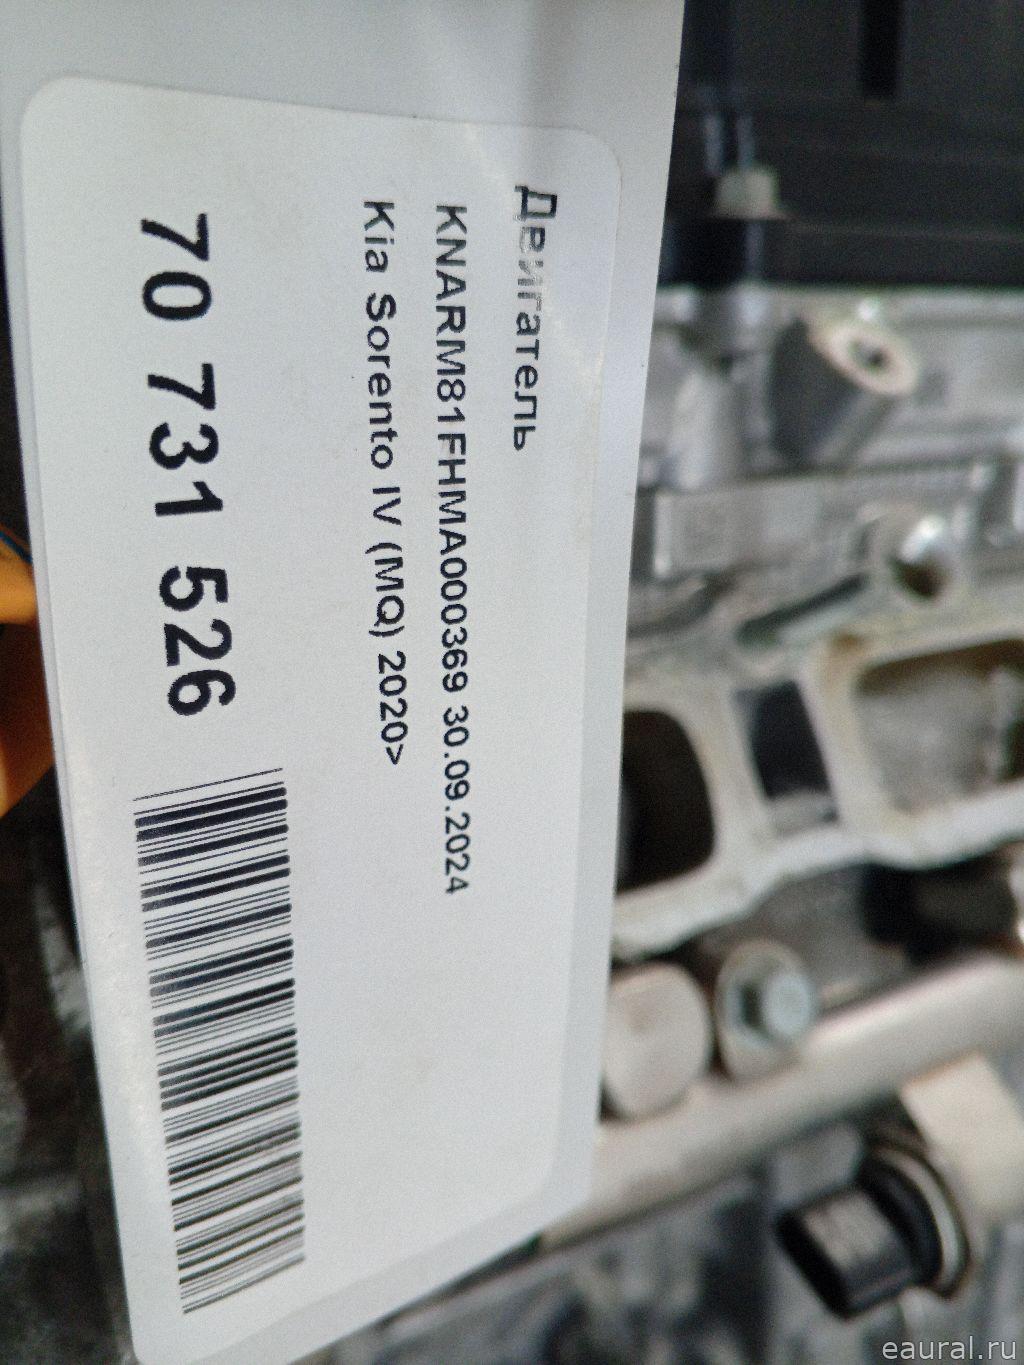 Двигатель
KNARM81FHMA000369 30.09.2024
Kia Sorento IV (MQ) 2020>
70 731 526
eaural.ru